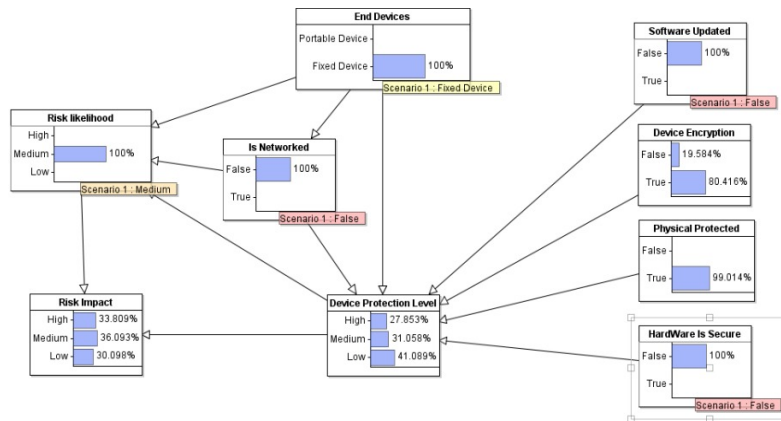 End Devices
Portable Device
Fixed Device
100%
Scenario 1 : Fixed Device
Software Updated
False
100%
True
Scenario 1 : False
Risk likelihood
High
Medium
100%
Low
Scenario 1 : Medium
Is Networked
False
100%
True
Scenario 1 : False
Device Encryption
False
19.584%
True
80.416%
Physical Protected
False
True
99.014%
Risk Impact
High
33.809%
Medium
36.093%
Low
30.098%
Device Protection Level
High
27.853%
Medium
31.058%
Low
41.089%
HardWare Is Secure
False
100%
True
Scenario 1 : False